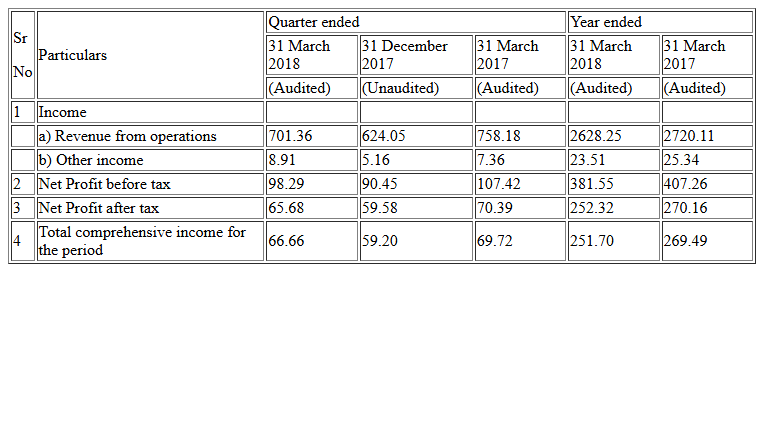 Sr No Particulars Quarter ended Year ended
31 March 2018 31 December 2017 31 March 2017 31 March 2018 31 March 2017
(Audited) (Unaudited) (Audited) (Audited) (Audited)
1 Income
a) Revenue from operations 701.36 624.05 758.18 2628.25 2720.11
b) Other income 8.91 5.16 7.36 23.51 25.34
2 Net Profit before tax 98.29 90.45 107.42 381.55 407.26
3 Net Profit after tax 65.68 59.58 70.39 252.32 270.16
4 Total comprehensive income for the period 66.66 59.20 69.72 251.70 269.49